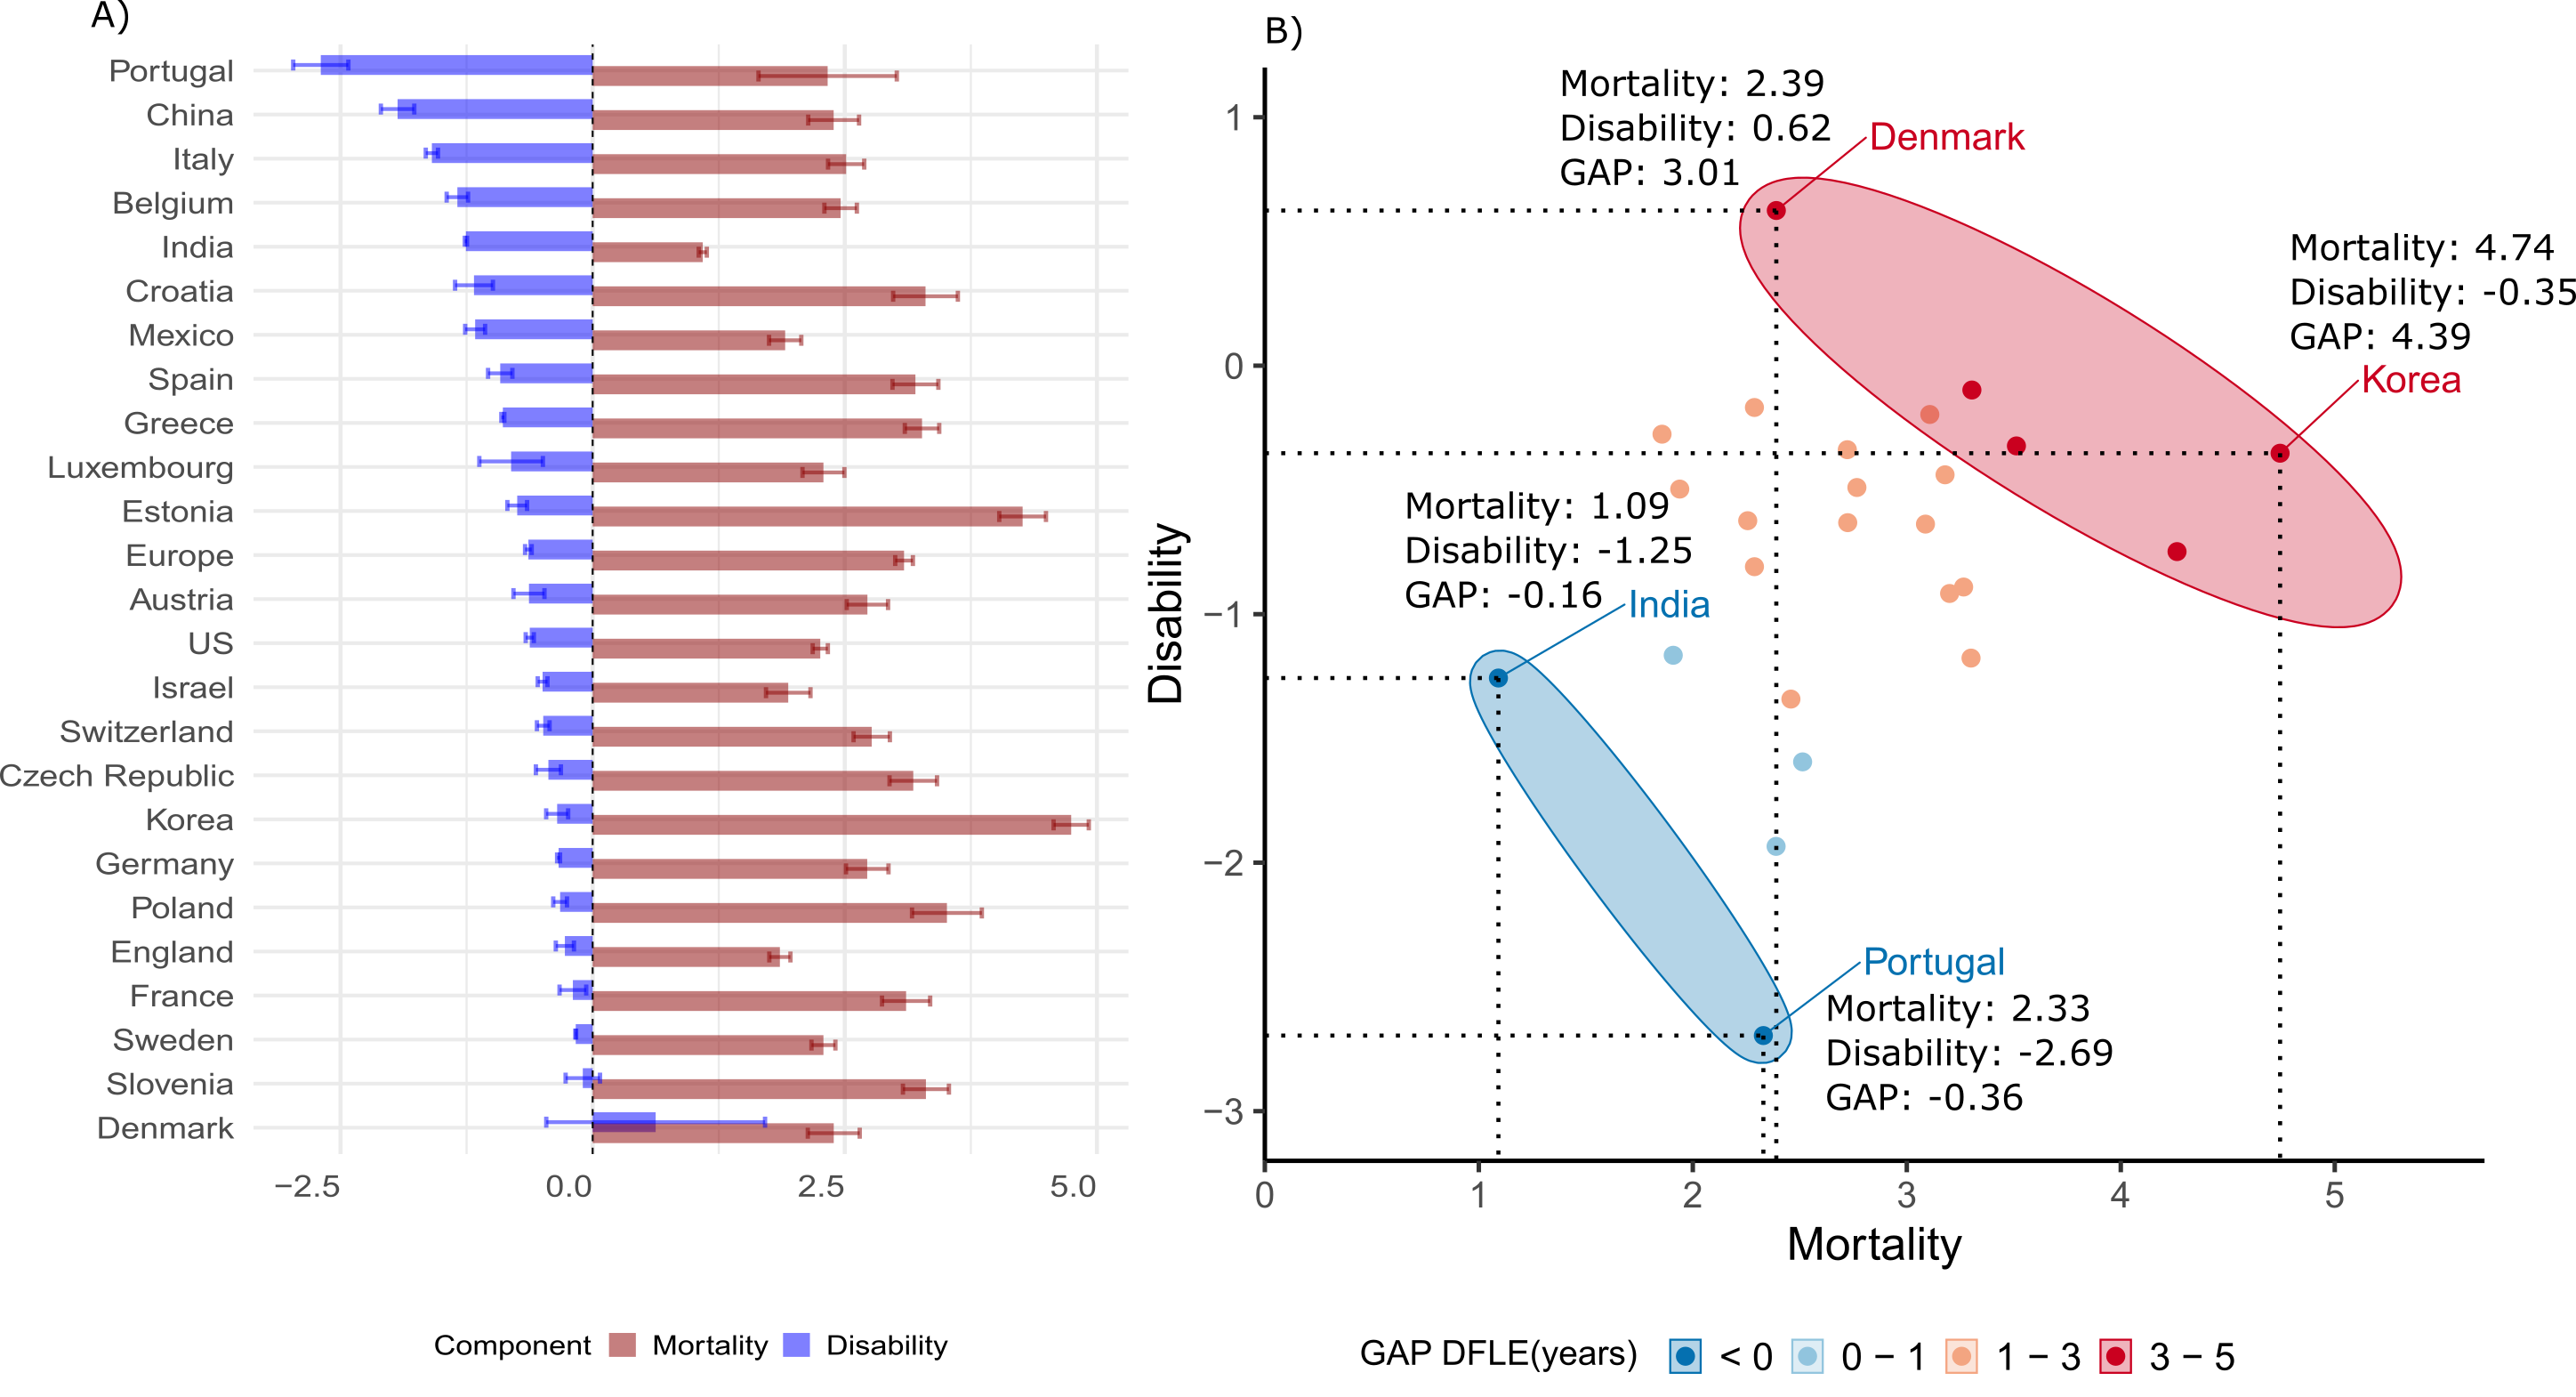 A)
Portugal
China
Italy
Belgium
India
Croatia
Mexico
Spain
Greece
Luxembourg
Estonia
Europe
Austria
US
Israel
Switzerland
Czech Republic
Korea
Germany
Poland
England
France
Sweden
Slovenia
Denmark
−2.5 0.0 2.5 5.0
Component Mortality Disability
B)
Mortality: 2.39
Disability: 0.62
GAP: 3.01
Denmark
Mortality: 4.74
Disability: -0.35
GAP: 4.39
Korea
Mortality: 1.09
Disability: -1.25
GAP: -0.16
India
Portugal
Mortality: 2.33
Disability: -2.69
GAP: -0.36
1
0
−1
−2
−3
Disability
0 1 2 3 4 5
Mortality
GAP DFLE(years) < 0 0 − 1 1 − 3 3 − 5